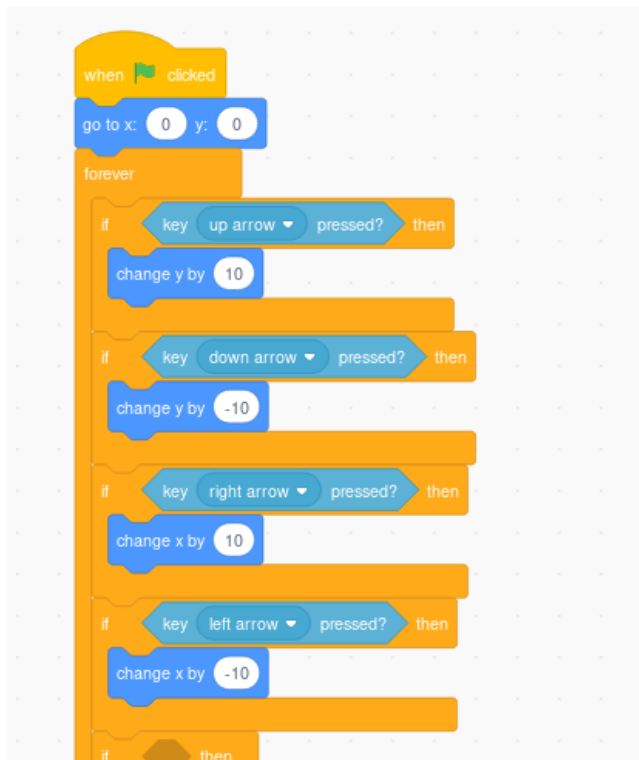 when clicked
go to x: 0 y: 0
forever
if key up arrow pressed? then
change y by 10
if key down arrow pressed? then
change y by -10
if key right arrow pressed? then
change x by 10
if key left arrow pressed? then
change x by -10
if then